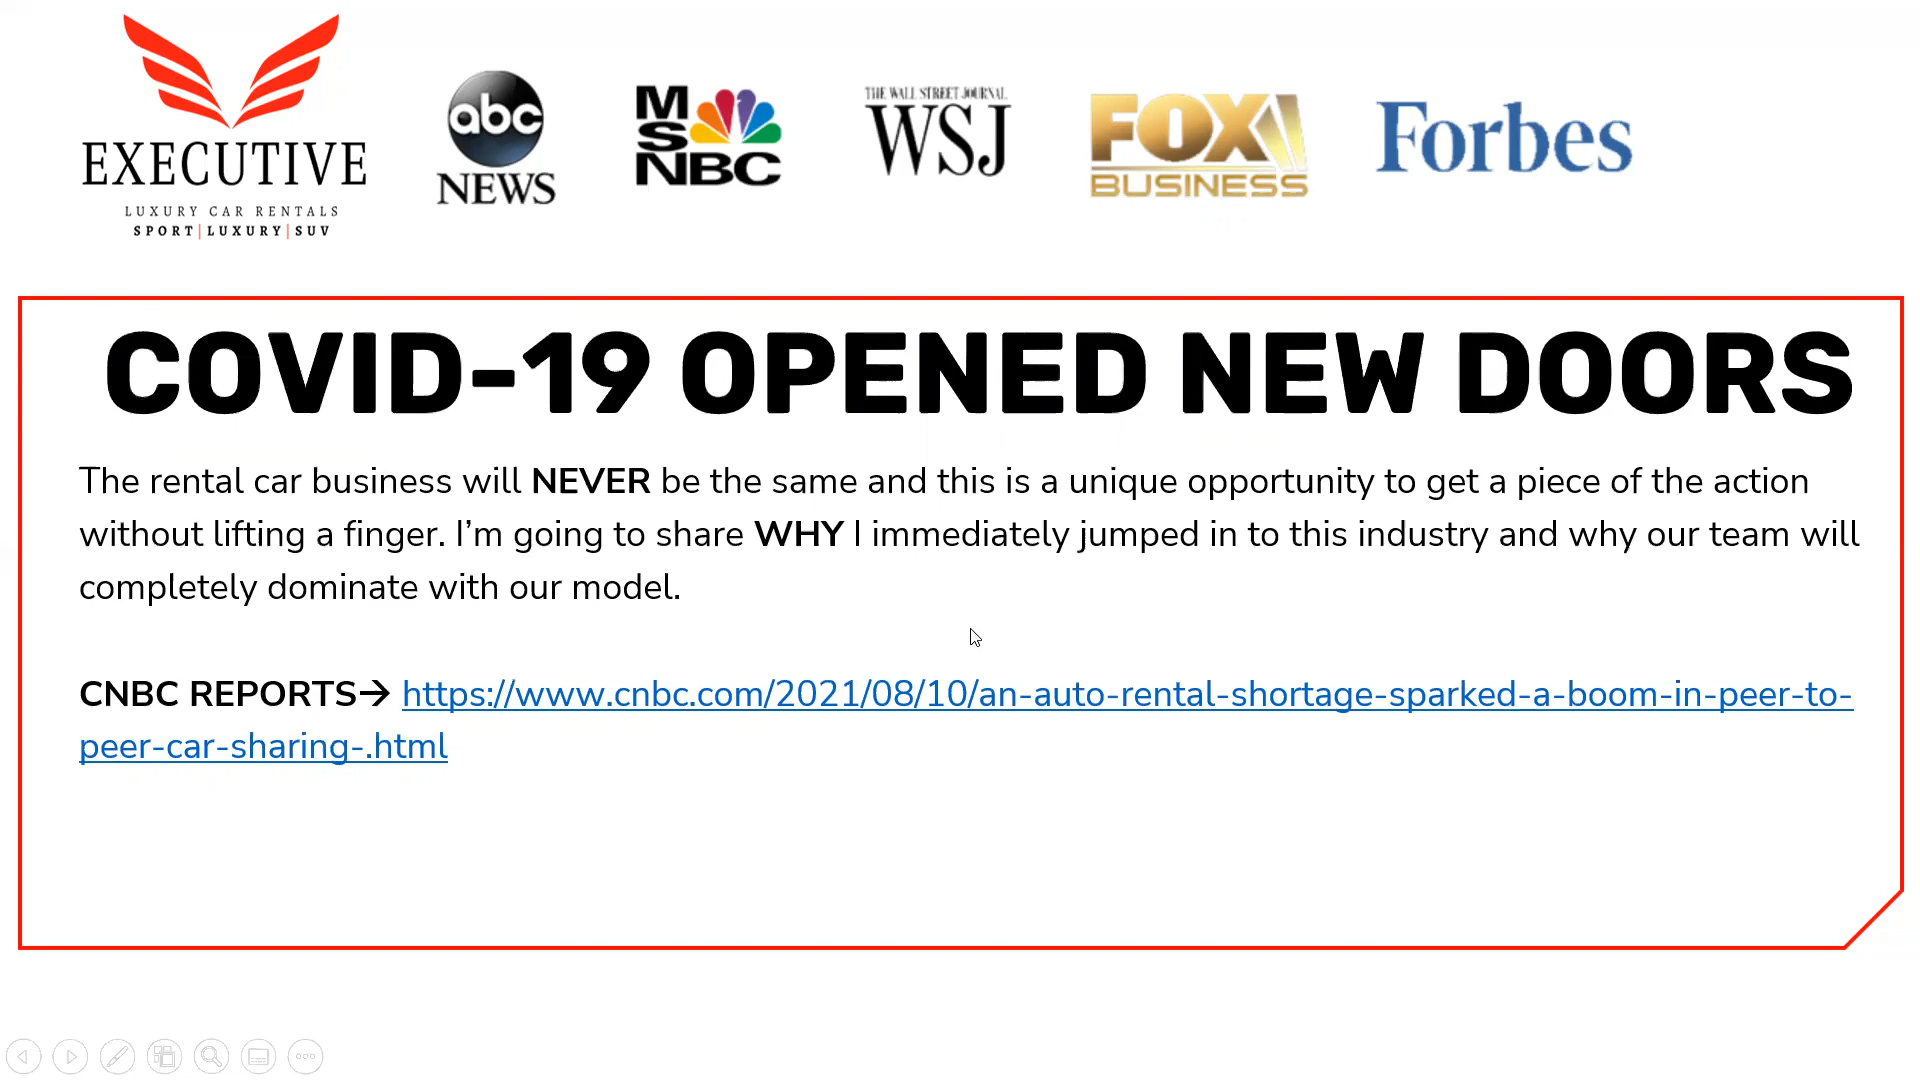 EXECUTIVE
LUXURY CAR RENTALS
SPORT|LUXURY|SUV
abc
NEWS
MSNBC
THE WALL STREET JOURNAL
WSJ
FOX
BUSINESS
Forbes
COVID-19 OPENED NEW DOORS
The rental car business will NEVER be the same and this is a unique opportunity to get a piece of the action
without lifting a finger. I’m going to share WHY I immediately jumped in to this industry and why our team will
completely dominate with our model.
CNBC REPORTS→ https://www.cnbc.com/2021/08/10/an-auto-rental-shortage-sparked-a-boom-in-peer-to-
peer-car-sharing-.html